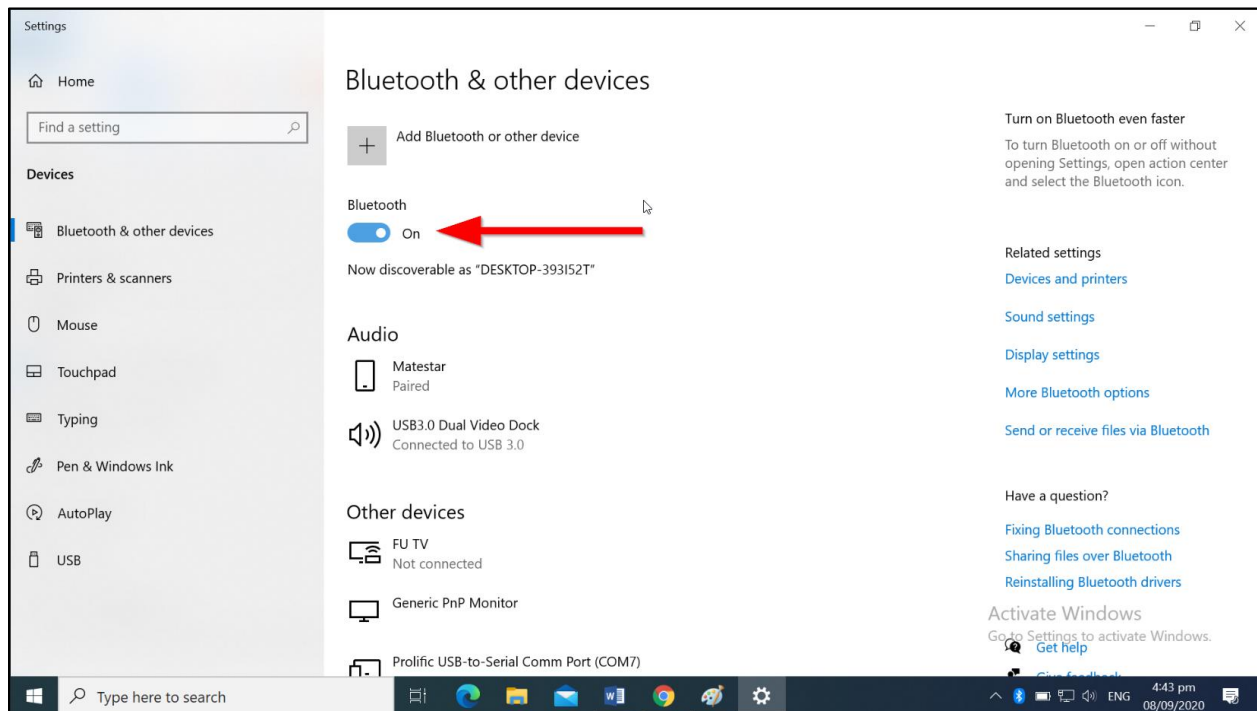 Settings
Home
Find a setting
Devices
Bluetooth & other devices
Printers & scanners
Mouse
Touchpad
Typing
Pen & Windows Ink
AutoPlay
USB
Bluetooth & other devices
Add Bluetooth or other device
Bluetooth
On
Now discoverable as “DESKTOP-393I52T”
Audio
Matestar
Paired
USB3.0 Dual Video Dock
Connected to USB 3.0
Other devices
FU TV
Not connected
Generic PnP Monitor
Prolific USB-to-Serial Comm Port (COM7)
Turn on Bluetooth even faster
To turn Bluetooth on or off without
opening Settings, open action center
and select the Bluetooth icon.
Related settings
Devices and printers
Sound settings
Display settings
More Bluetooth options
Send or receive files via Bluetooth
Have a question?
Fixing Bluetooth connections
Sharing files over Bluetooth
Reinstalling Bluetooth drivers
Activate Windows
Go to Settings to activate Windows.
Get help
Give feedback
Type here to search
ENG
4:43 pm
08/09/2020